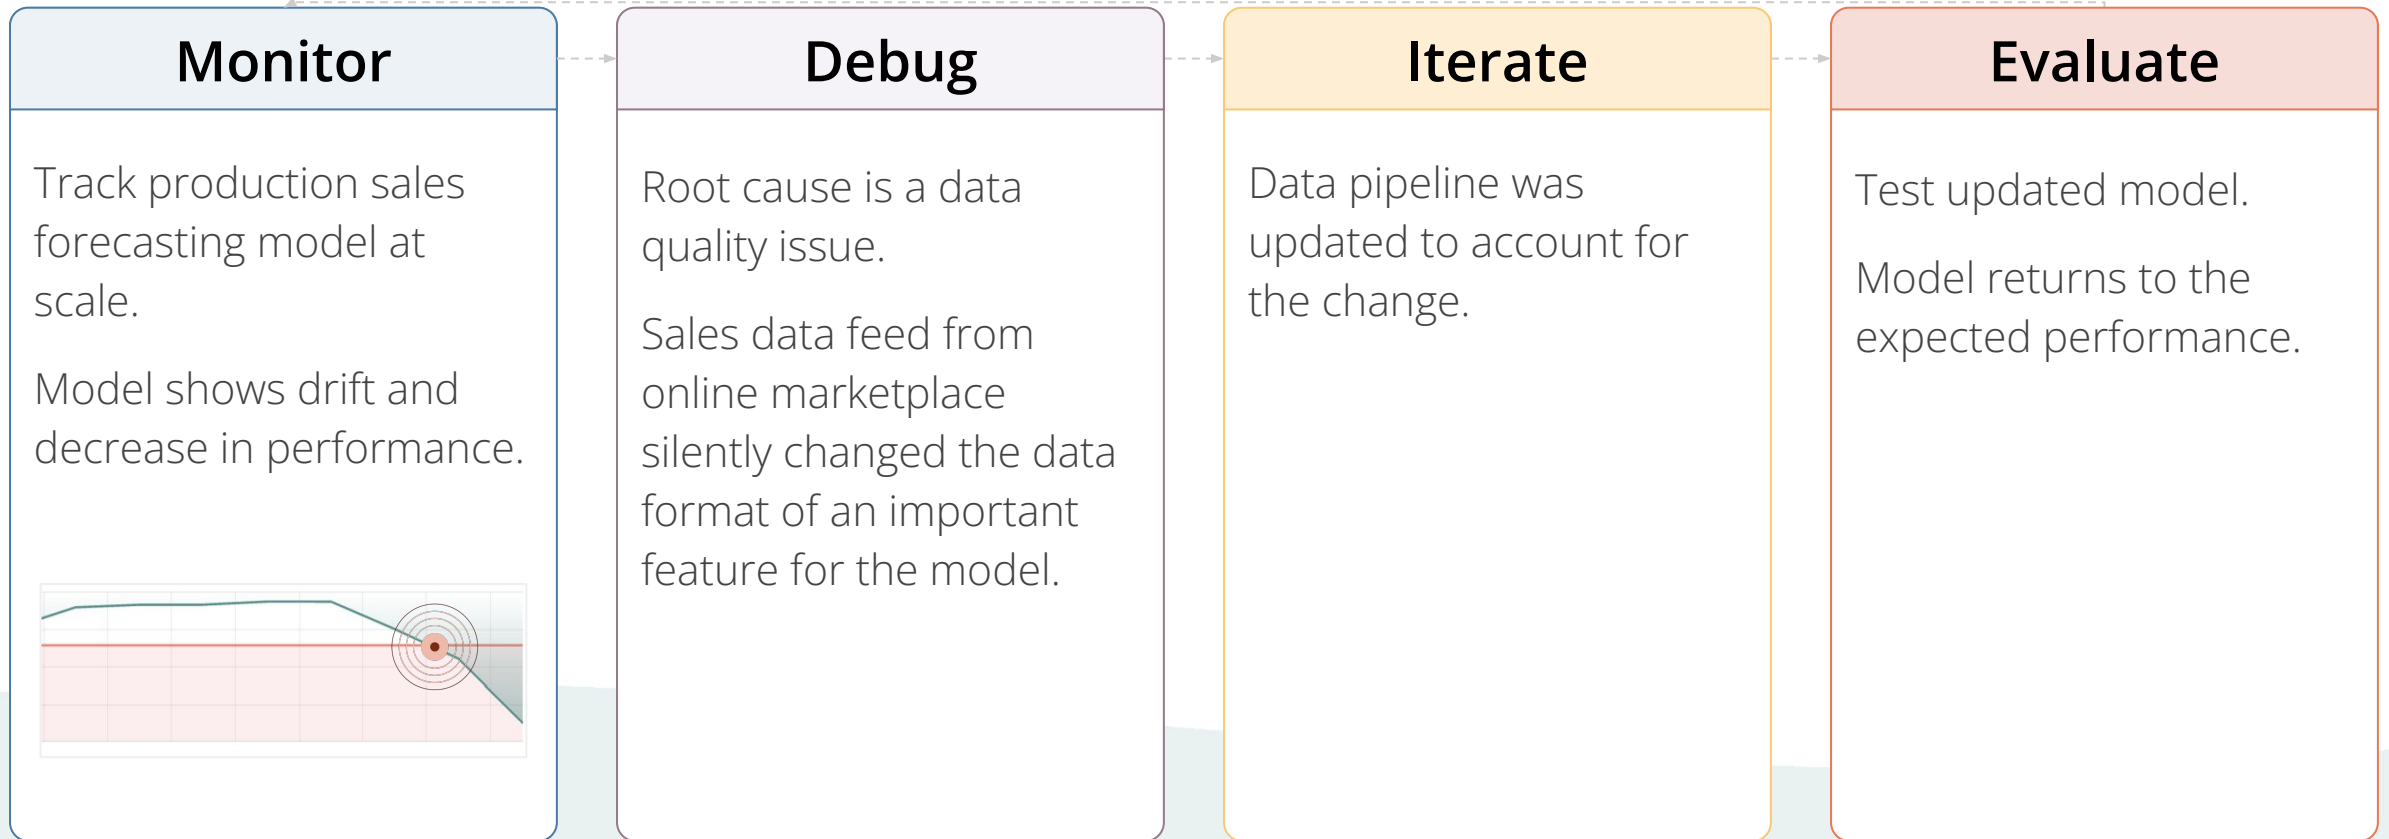 Monitor
Track production sales
forecasting model at
scale.
Model shows drift and
decrease in performance.
Debug
Root cause is a data
quality issue.
Sales data feed from
online marketplace
silently changed the data
format of an important
feature for the model.
Iterate
Data pipeline was
updated to account for
the change.
Evaluate
Test updated model.
Model returns to the
expected performance.